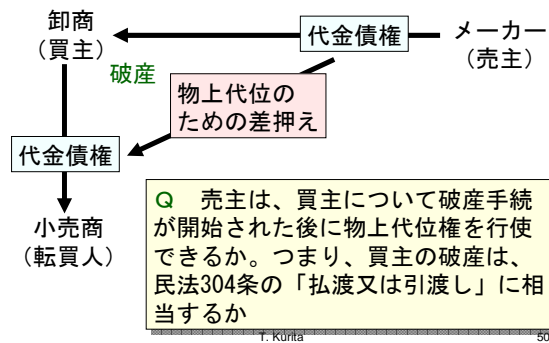 卸商
(買主)
代金債権
メーカー
(売主)
破産
物上代位の
ための差押え
代金債権
小売商
(転買人)
Q 売主は、買主について破産手続
が開始された後に物上代位権を行使
できるか。つまり、買主の破産は、
民法304条の「払渡又は引渡し」に相
当するか
T. Kurita
50